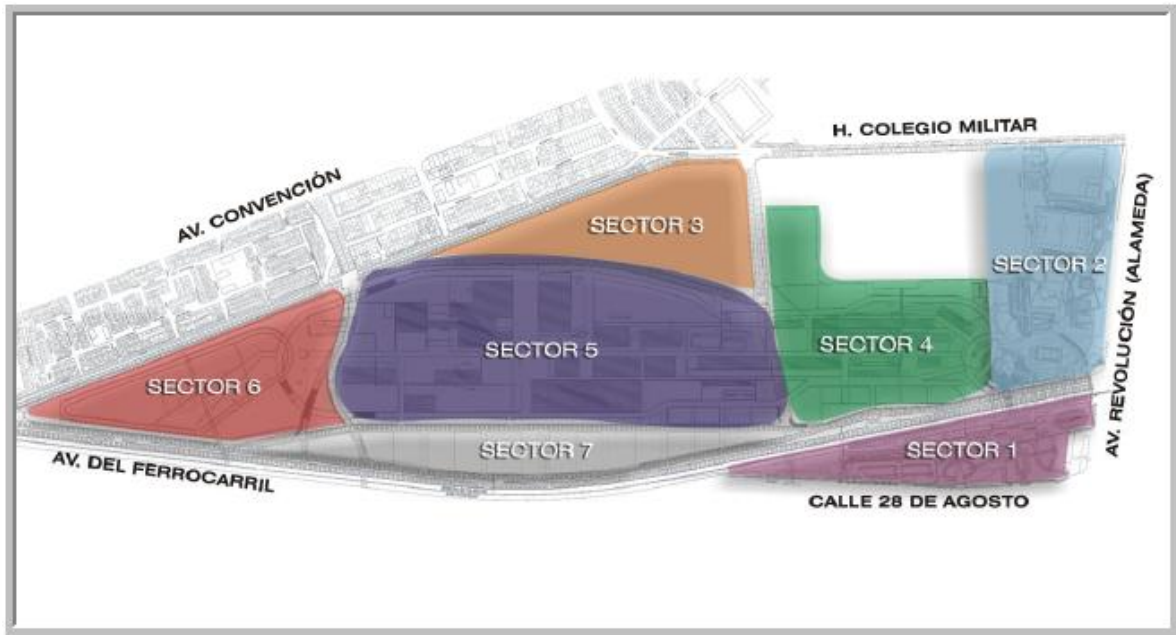 H. COLEGIO MILITAR
AV. CONVENCIÓN
AV. REVOLUCIÓN (ALAMEDA)
SECTOR 3
SECTOR 2
SECTOR 5
SECTOR 4
SECTOR 6
SECTOR 7
SECTOR 1
AV. DEL FERROCARRIL
CALLE 28 DE AGOSTO